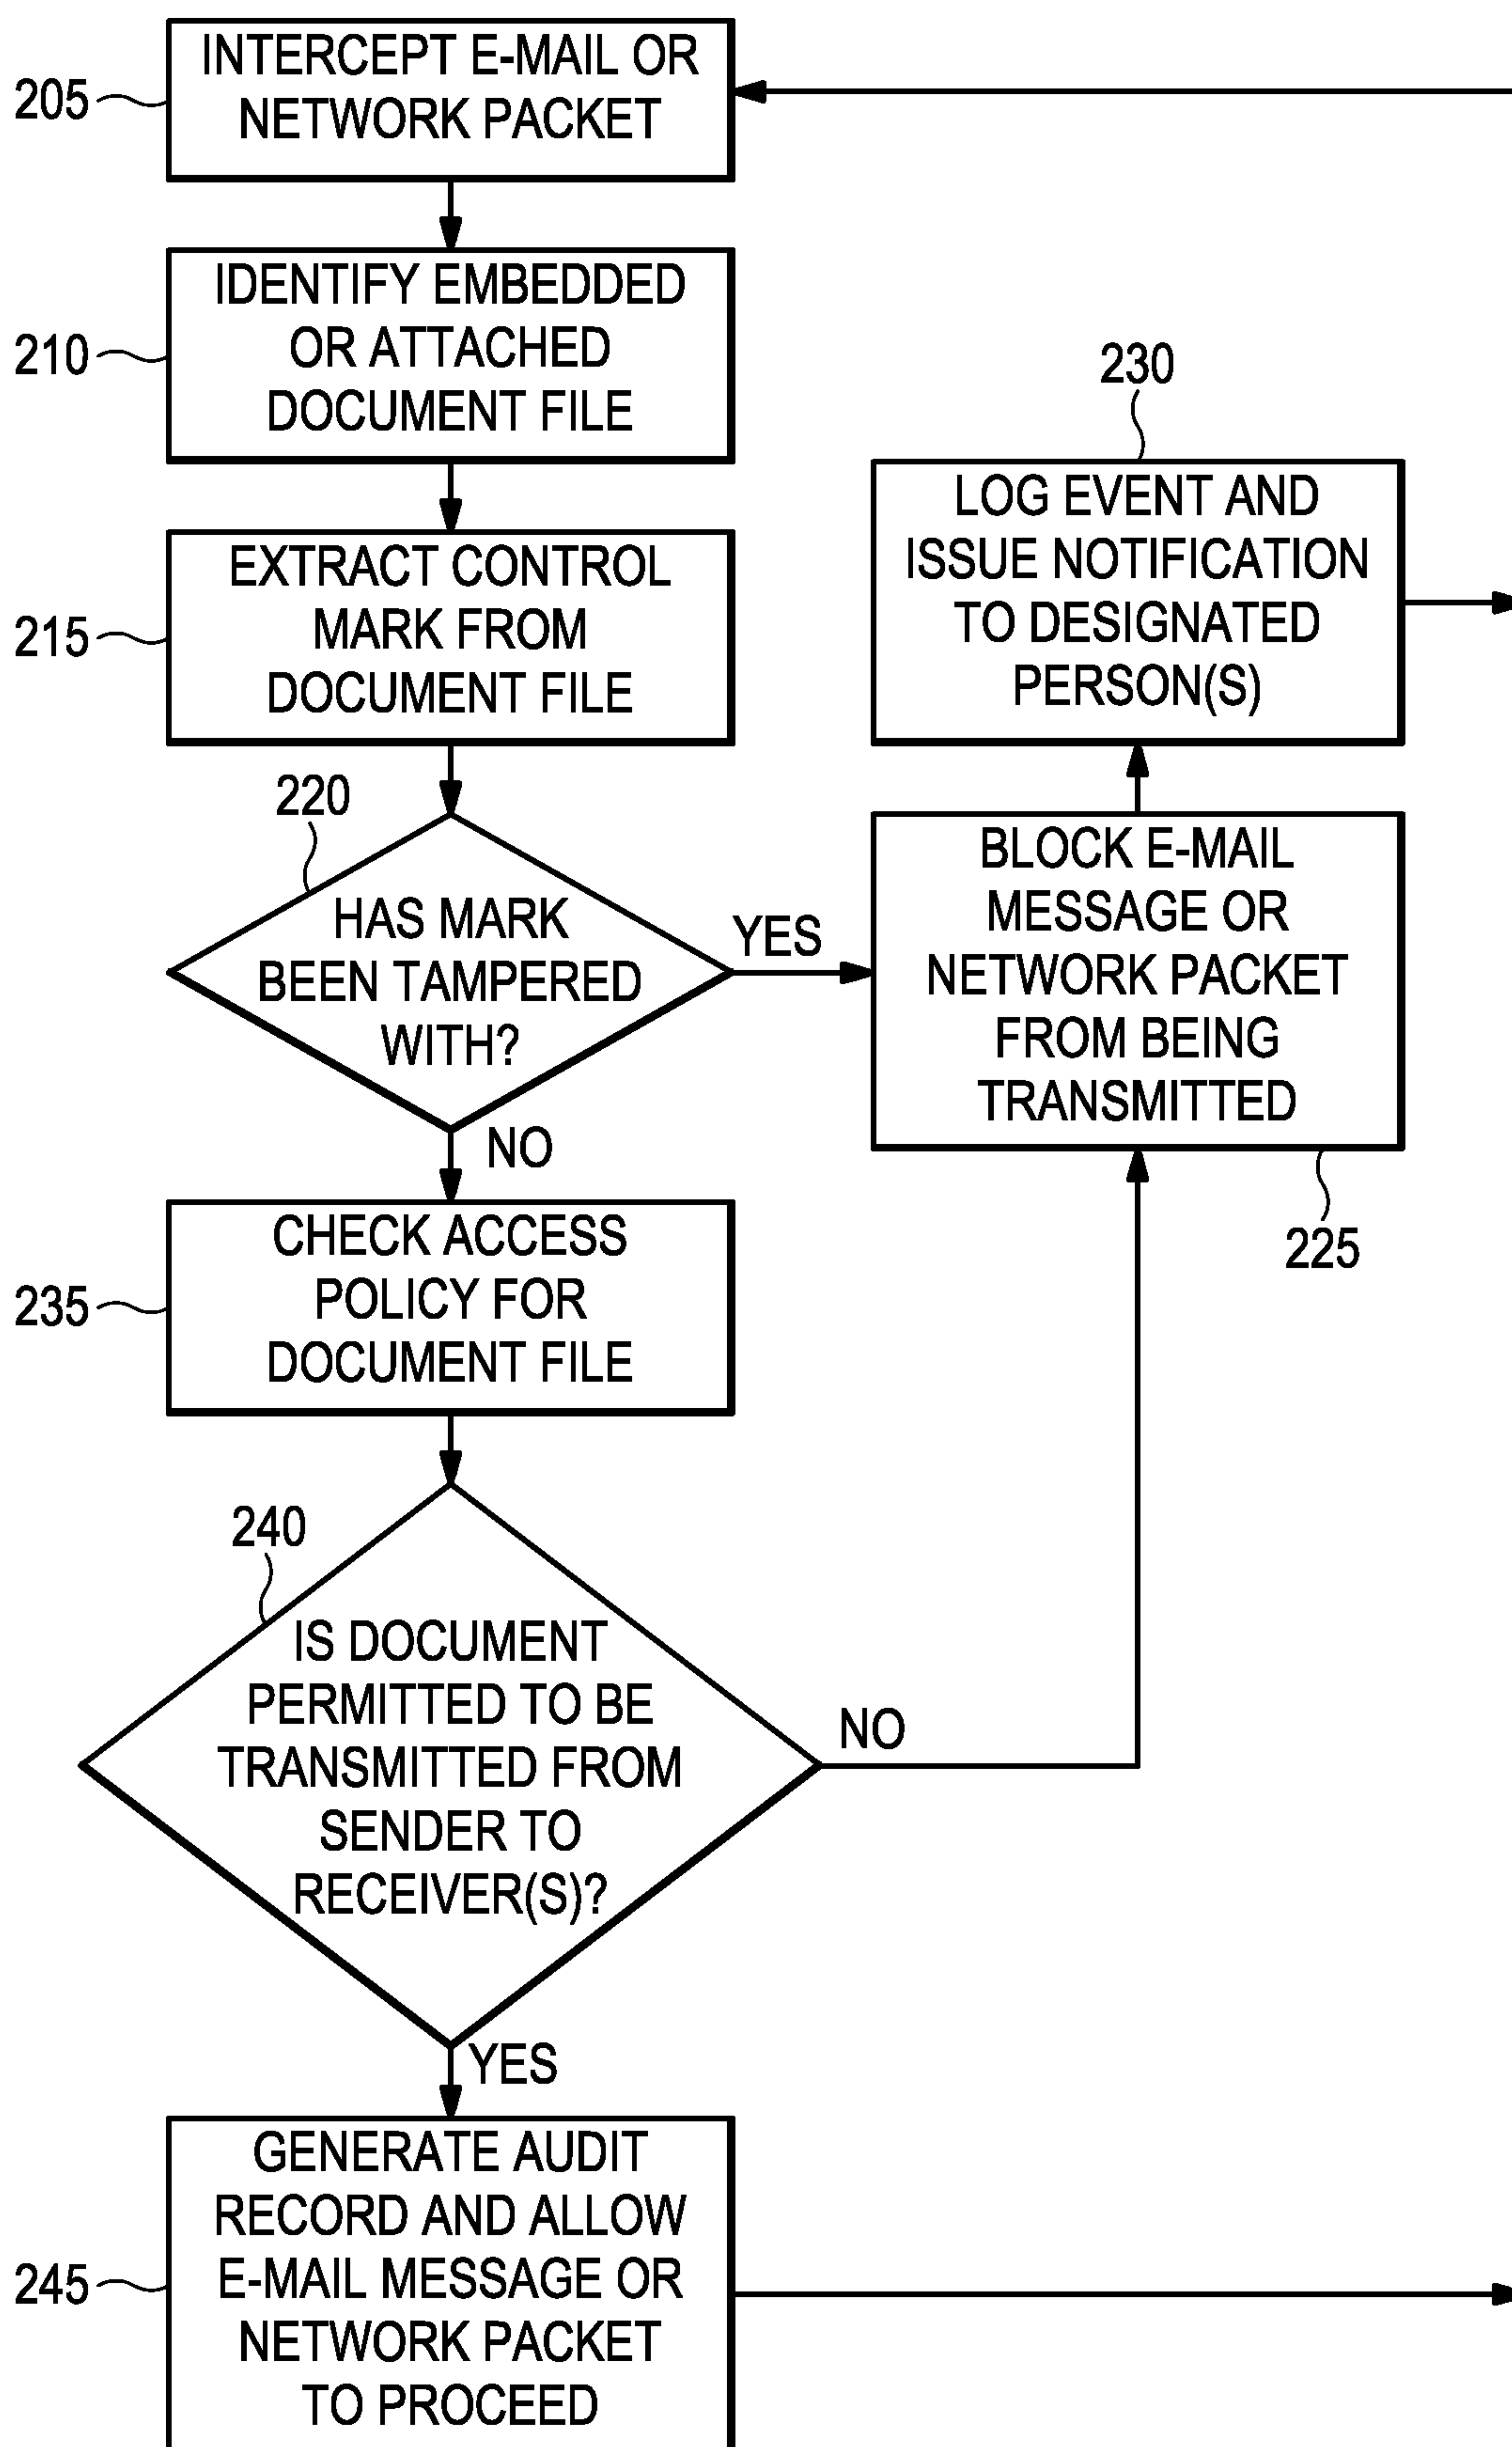 205
INTERCEPT E-MAIL OR
NETWORK PACKET
210
IDENTIFY EMBEDDED
OR ATTACHED
DOCUMENT FILE
215
EXTRACT CONTROL
MARK FROM
DOCUMENT FILE
220
HAS MARK
BEEN TAMPERED
WITH?
YES
NO
230
LOG EVENT AND
ISSUE NOTIFICATION
TO DESIGNATED
PERSON(S)
BLOCK E-MAIL
MESSAGE OR
NETWORK PACKET
FROM BEING
TRANSMITTED
225
235
CHECK ACCESS
POLICY FOR
DOCUMENT FILE
240
IS DOCUMENT
PERMITTED TO BE
TRANSMITTED FROM
SENDER TO
RECEIVER(S)?
NO
YES
245
GENERATE AUDIT
RECORD AND ALLOW
E-MAIL MESSAGE OR
NETWORK PACKET
TO PROCEED